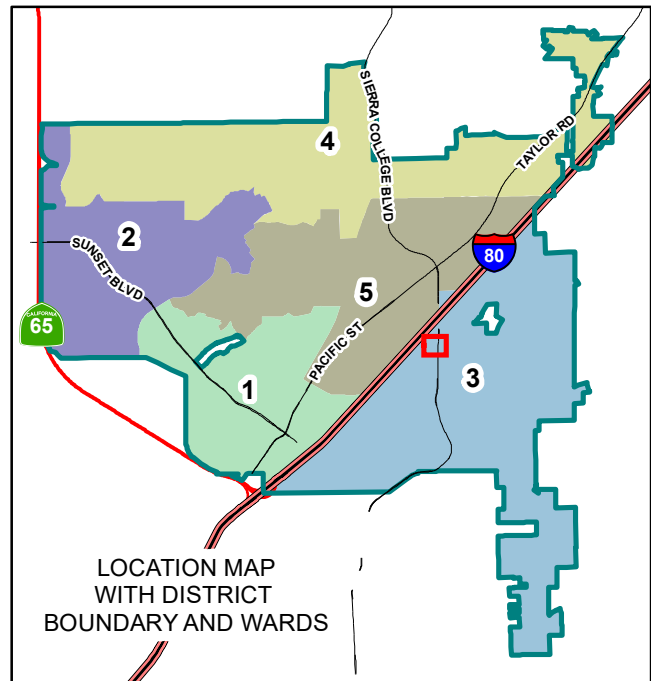 SIERRA COLLEGE BLVD
TAYLOR RD
4
2
SUNSET BLVD
80
5
CALIFORNIA
65
PACIFIC ST
3
1
LOCATION MAP
WITH DISTRICT
BOUNDARY AND WARDS